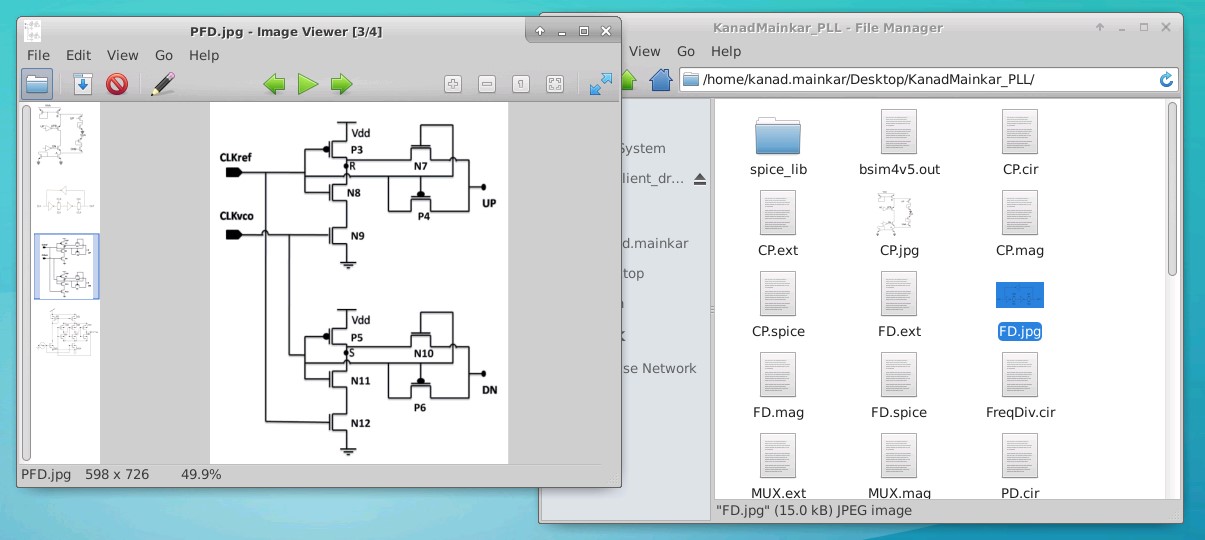 PFD.jpg - Image Viewer [3/4]
File Edit View Go Help
1
Vdd
P3
CLKref
R
N7
N8
UP
P4
CLKvco
N9
Vdd
P5
S
N10
N11
DN
P6
N12
PFD.jpg 598 x 726 49.9%
KanadMainkar_PLL - File Manager
View Go Help
/home/kanad.mainkar/Desktop/KanadMainkar_PLL/
System
lient_dr...
d.mainkar
top
se Network
spice_lib bsim4v5.out CP.cir
CP.ext CP.jpg CP.mag
CP.spice FD.ext FD.jpg
FD.mag FD.spice FreqDiv.cir
MUX.ext MUX.mag PD.cir
"FD.jpg" (15.0 kB) JPEG image